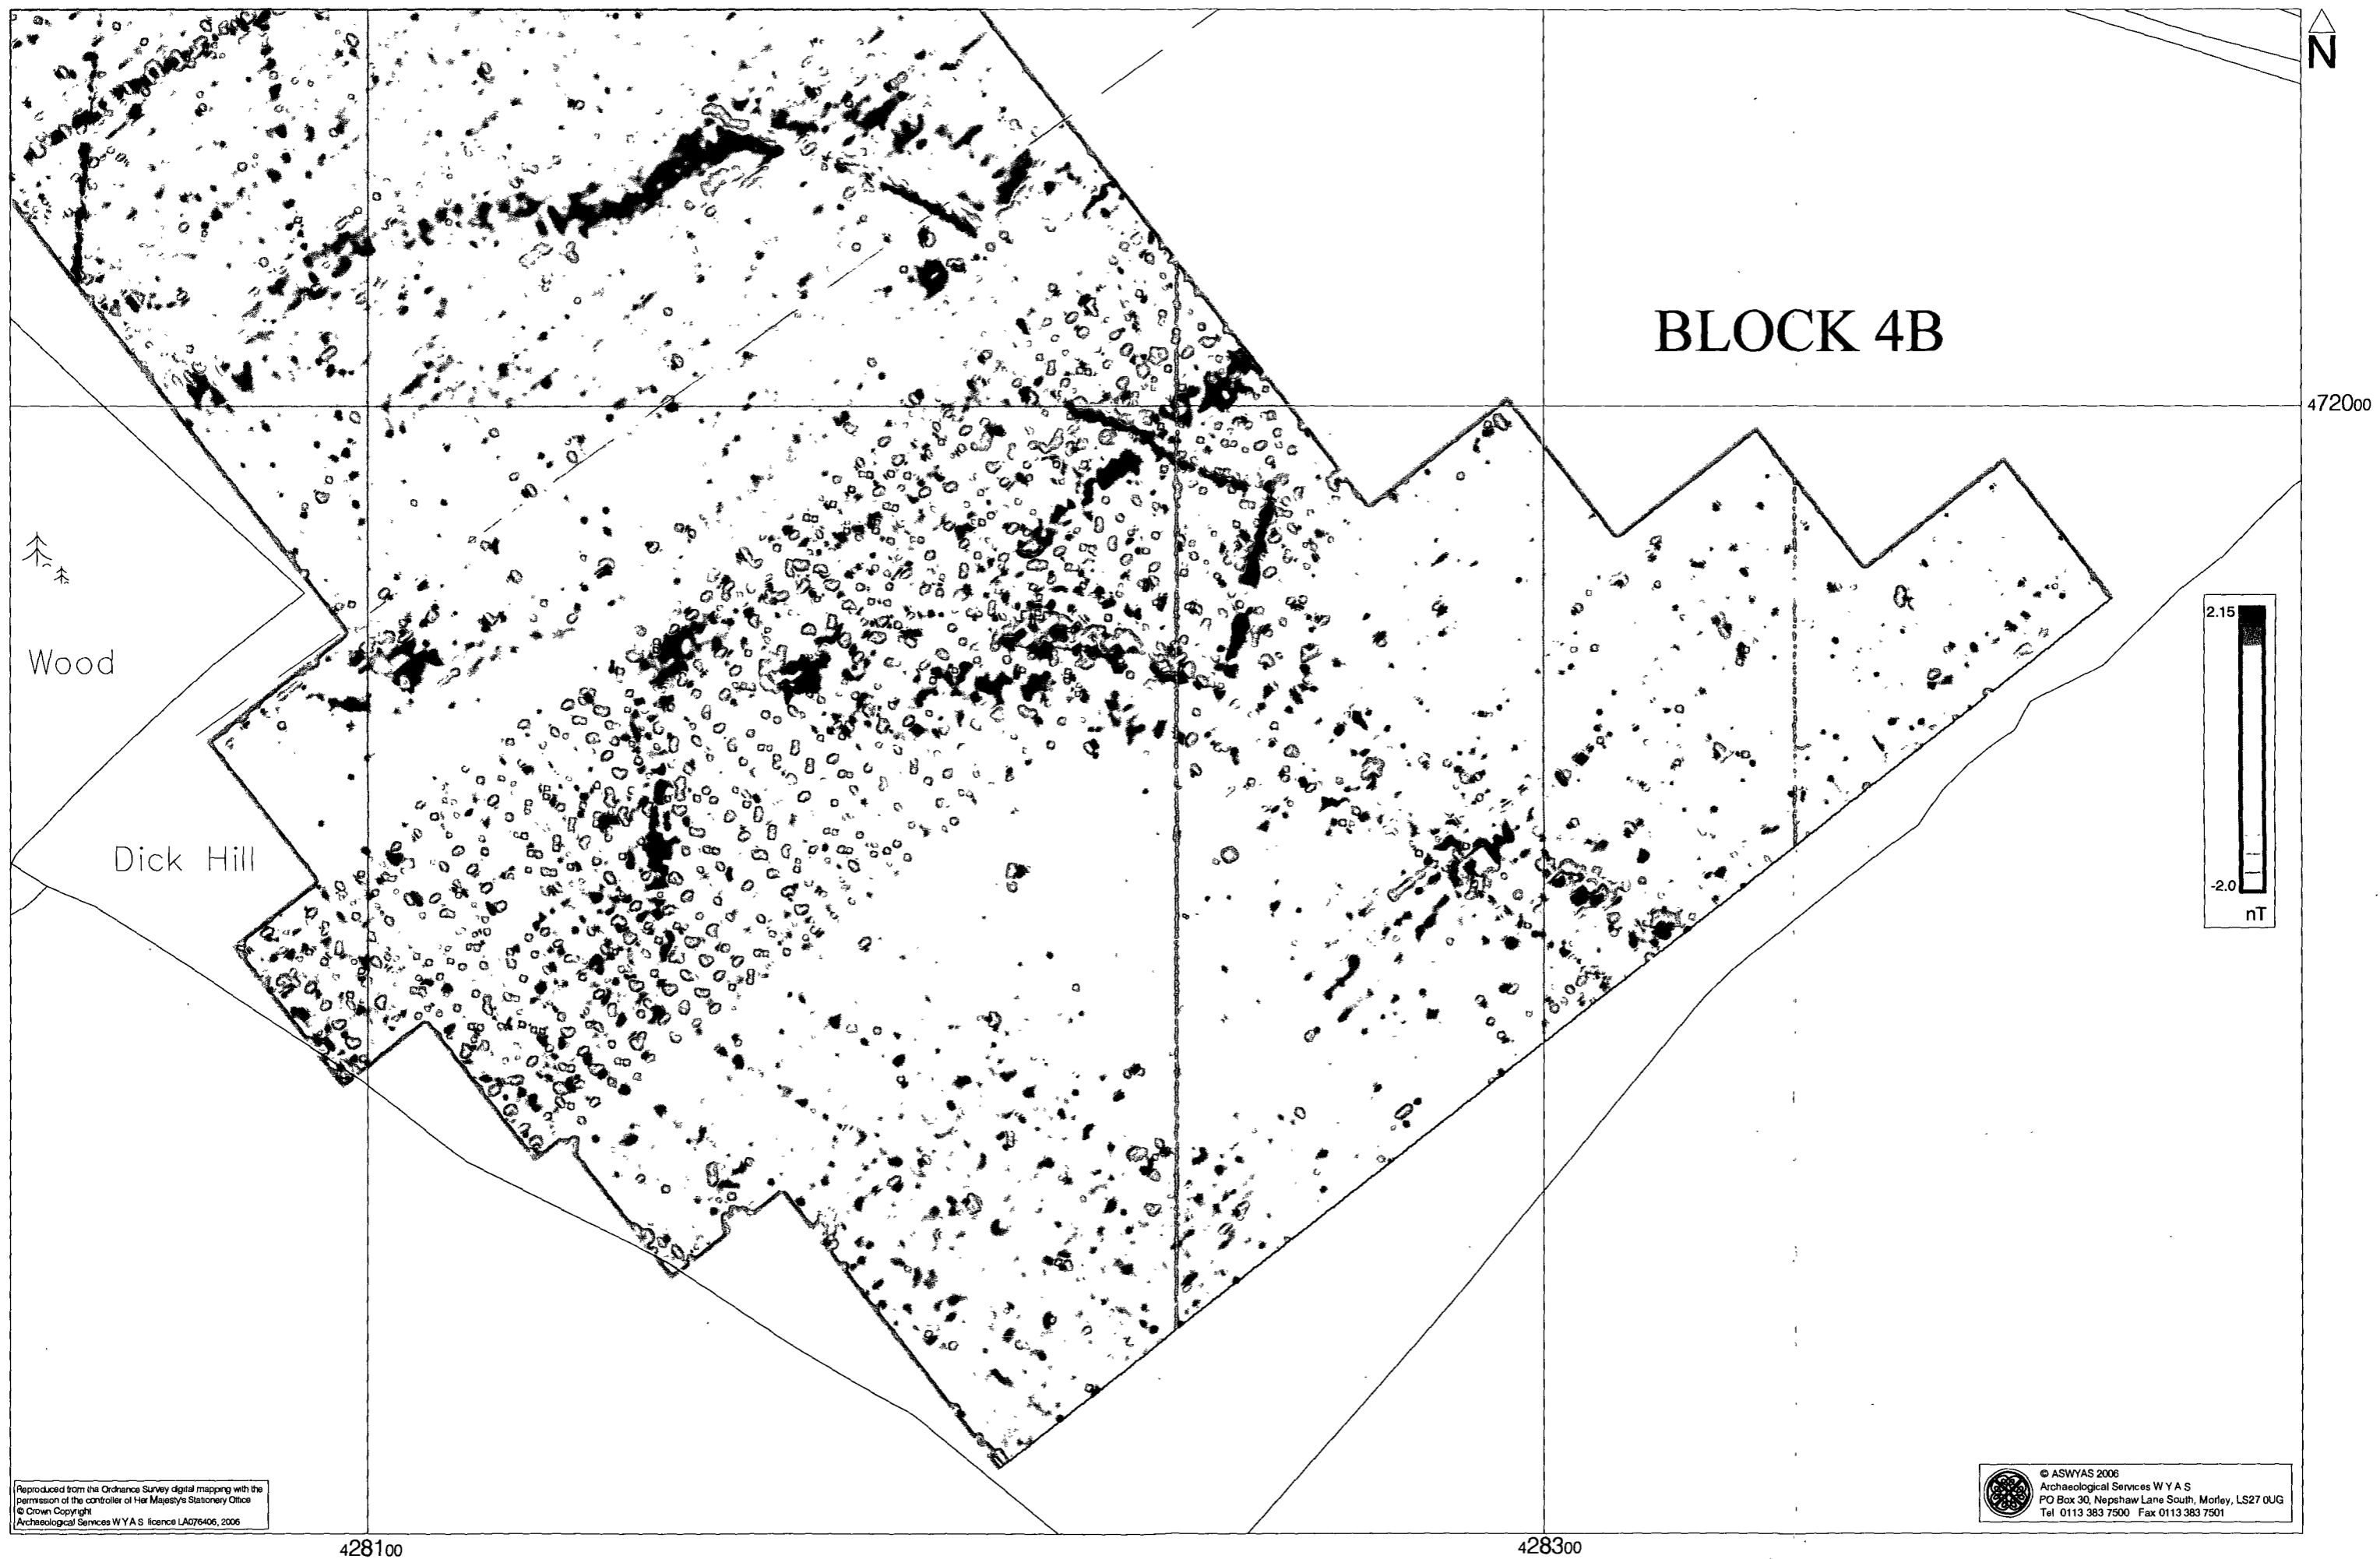 N
BLOCK 4B
472000
Wood
Dick Hill
2.15
-2.0
nT
Reproduced from the Ordnance Survey digital mapping with the
permission of the controller of Her Majesty's Stationery Office
© Crown Copyright
Archaeological Services W Y A S licence LA076406, 2006
© ASWYAS 2006
Archaeological Services W Y A S
PO Box 30, Nepshaw Lane South, Morley, LS27 0UG
Tel 0113 383 7500 Fax 0113 383 7501
428100
428300